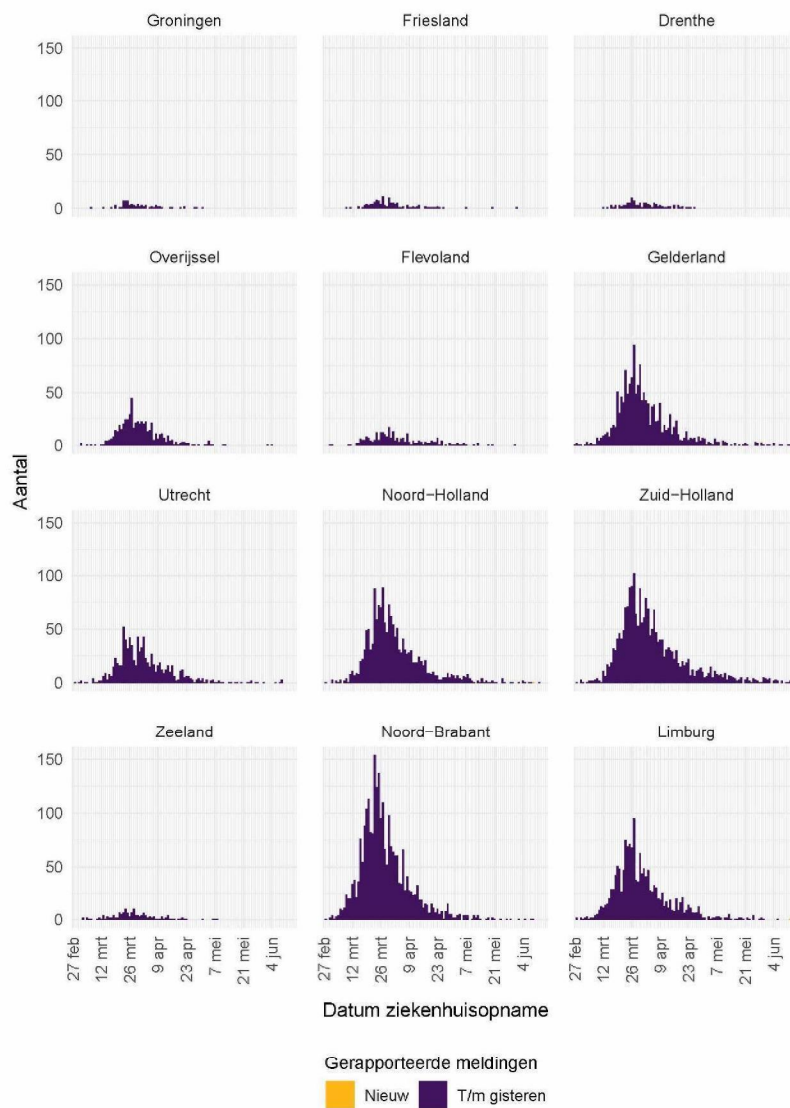 Groningen Friesland Drenthe
150
100
50
0
Overijssel Flevoland Gelderland
150
100
50
0
Aantal
Utrecht Noord-Holland Zuid-Holland
150
100
50
0
Zeeland Noord-Brabant Limburg
150
100
50
0
27 feb 12 mrt 26 mrt 9 apr 23 apr 7 mei 21 mei 4 jun 27 feb 12 mrt 26 mrt 9 apr 23 apr 7 mei 21 mei 4 jun 27 feb 12 mrt 26 mrt 9 apr 23 apr 7 mei 21 mei 4 jun
Datum ziekenhuisopname
Gerapporteerde meldingen
Nieuw T/m gisteren